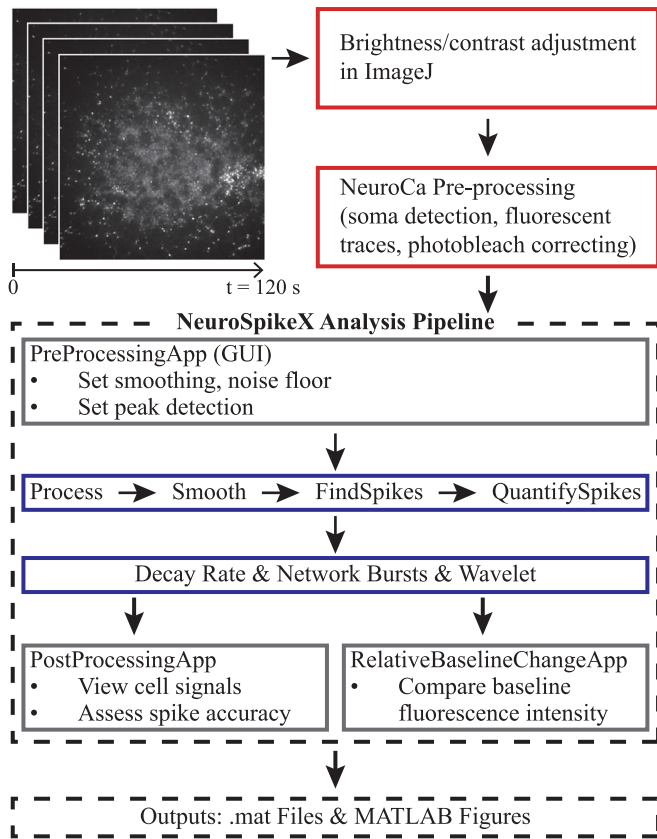 Brightness/contrast adjustment
in ImageJ
NeuroCa Pre-processing
(soma detection, fluorescent
traces, photobleach correcting)
0
t = 120 s
NeuroSpikeX Analysis Pipeline
PreProcessingApp (GUI)
• Set smoothing, noise floor
• Set peak detection
Process Smooth FindSpikes QuantifySpikes
Decay Rate & Network Bursts & Wavelet
PostProcessingApp
• View cell signals
• Assess spike accuracy
RelativeBaselineChangeApp
• Compare baseline
fluorescence intensity
Outputs: .mat Files & MATLAB Figures